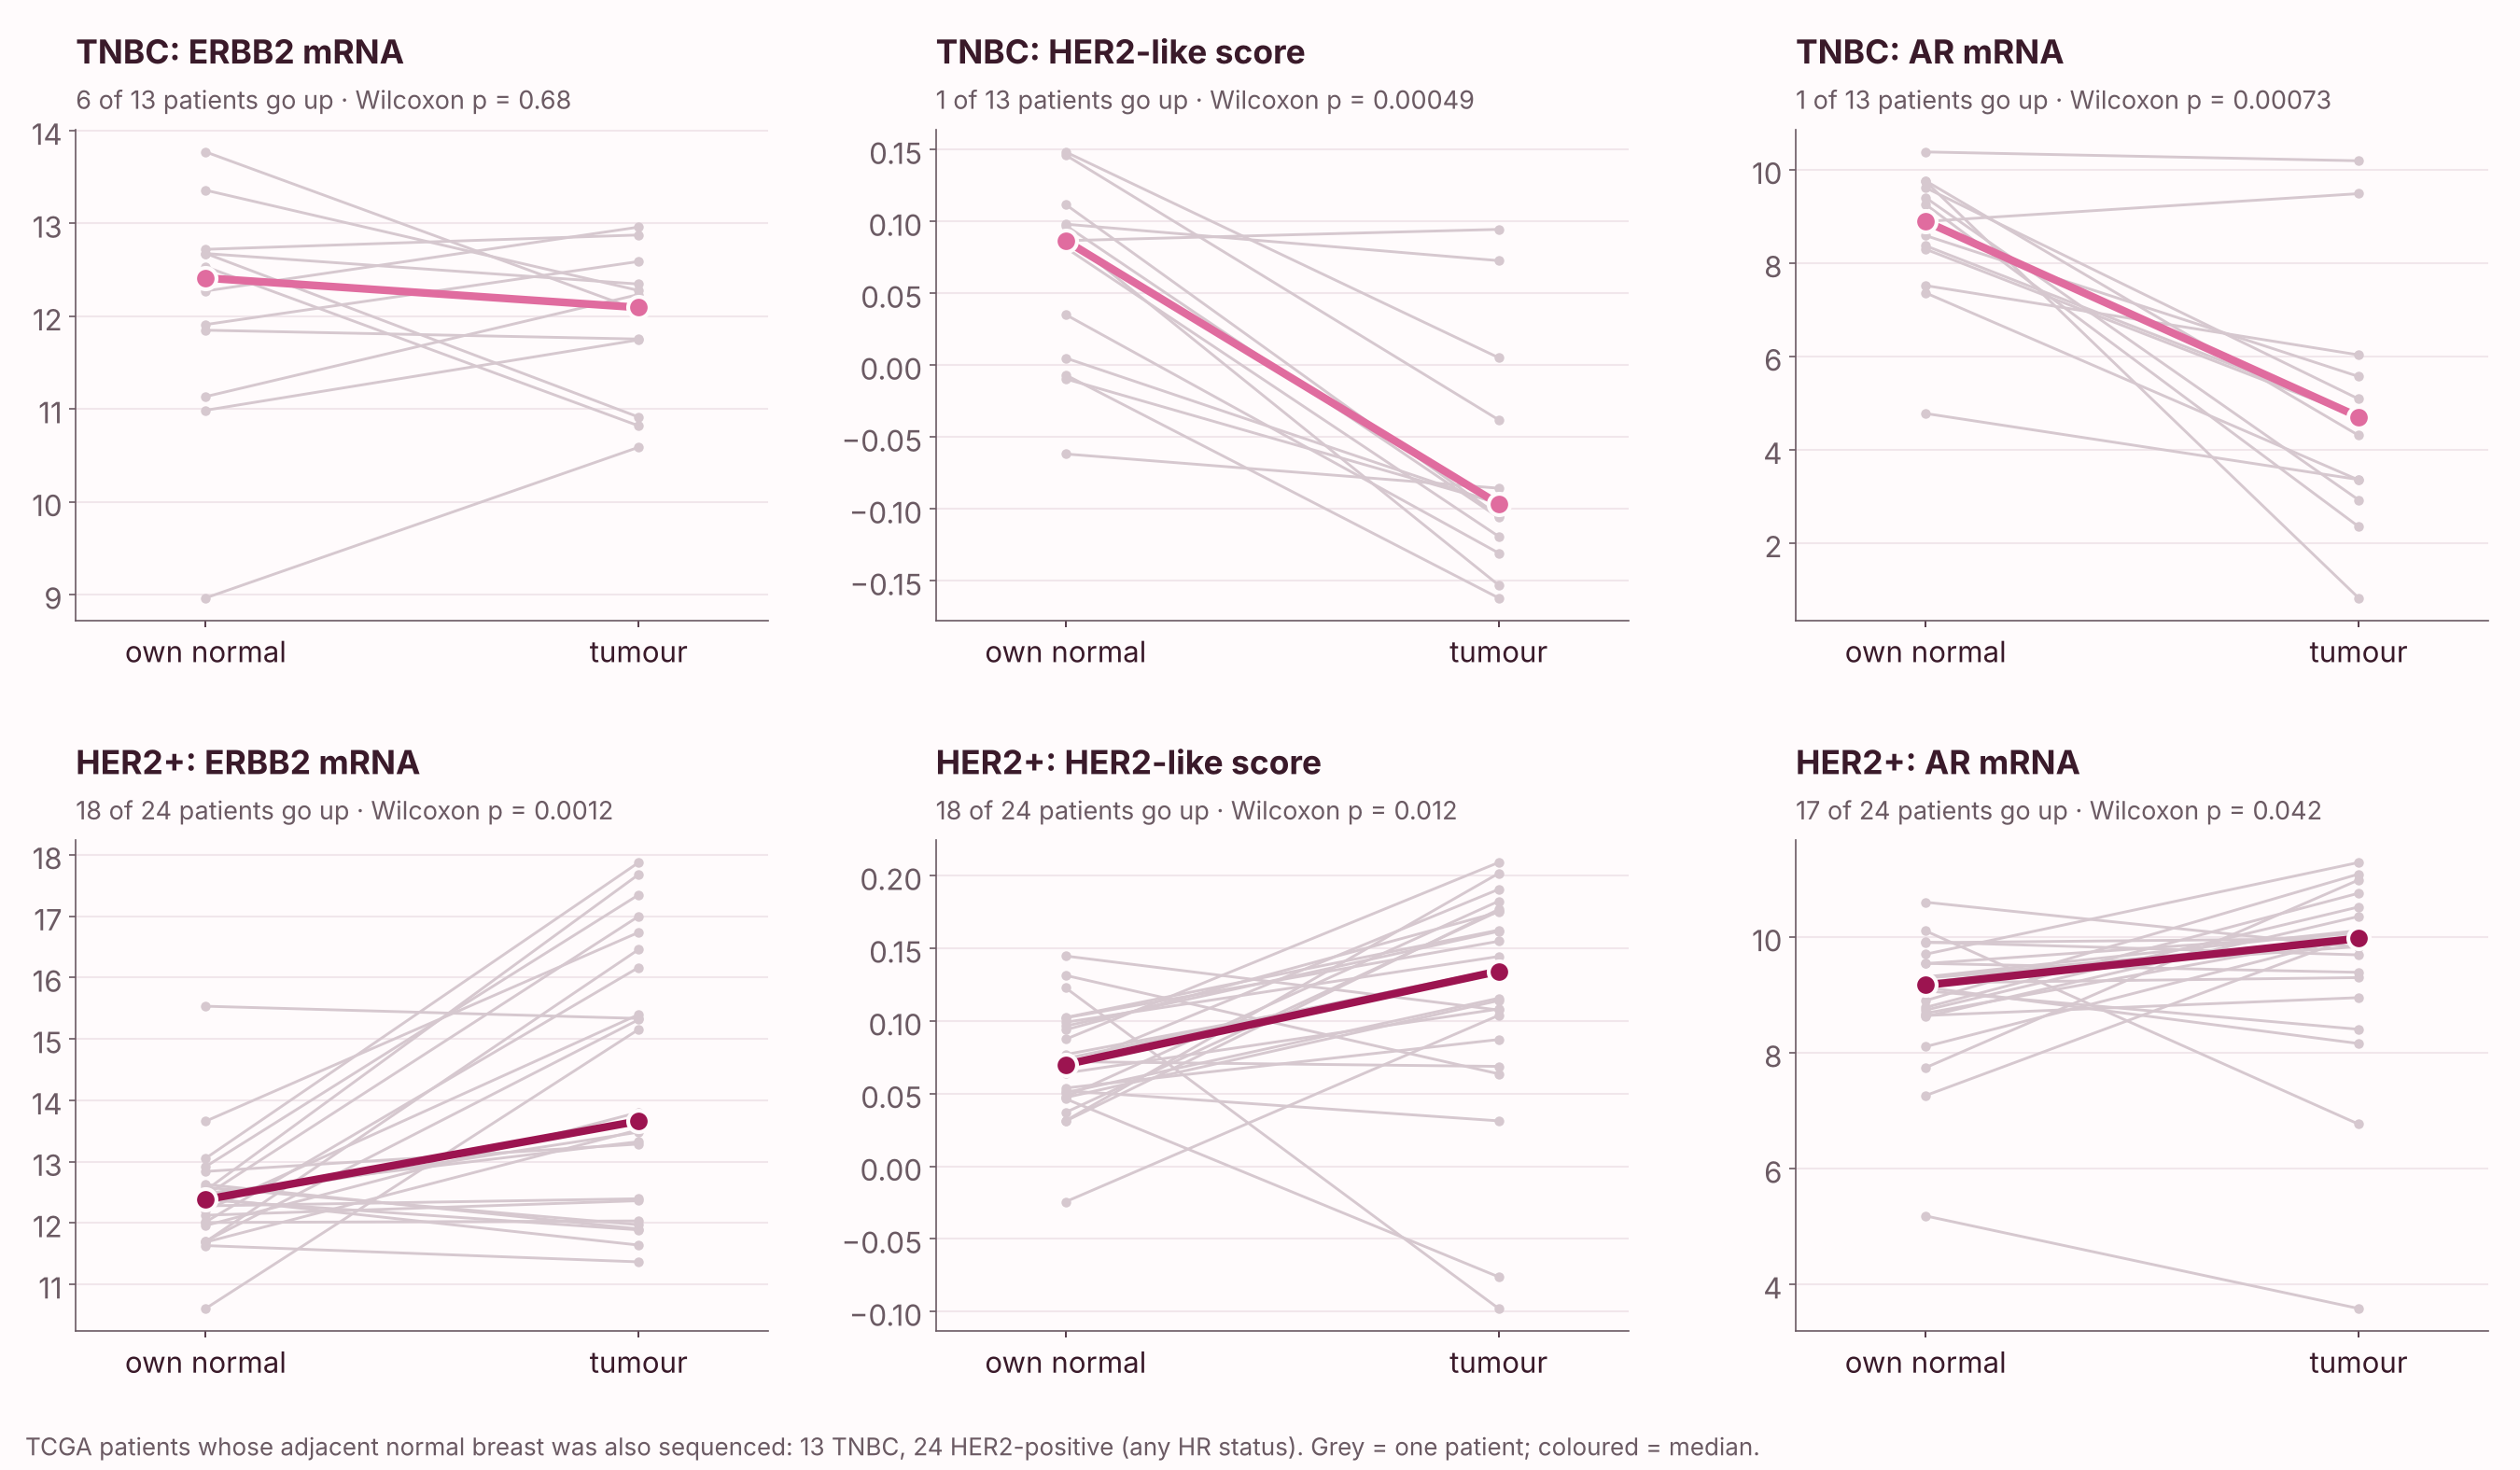 TNBC: ERBB2 mRNA
6 of 13 patients go up · Wilcoxon p = 0.68
14
13
12
11
10
9
own normal
tumour
TNBC: HER2-like score
1 of 13 patients go up · Wilcoxon p = 0.00049
0.15
0.10
0.05
0.00
−0.05
−0.10
−0.15
own normal
tumour
TNBC: AR mRNA
1 of 13 patients go up · Wilcoxon p = 0.00073
10
8
6
4
2
own normal
tumour
HER2+: ERBB2 mRNA
18 of 24 patients go up · Wilcoxon p = 0.0012
18
17
16
15
14
13
12
11
own normal
tumour
HER2+: HER2-like score
18 of 24 patients go up · Wilcoxon p = 0.012
0.20
0.15
0.10
0.05
0.00
−0.05
−0.10
own normal
tumour
HER2+: AR mRNA
17 of 24 patients go up · Wilcoxon p = 0.042
10
8
6
4
own normal
tumour
TCGA patients whose adjacent normal breast was also sequenced: 13 TNBC, 24 HER2-positive (any HR status). Grey = one patient; coloured = median.